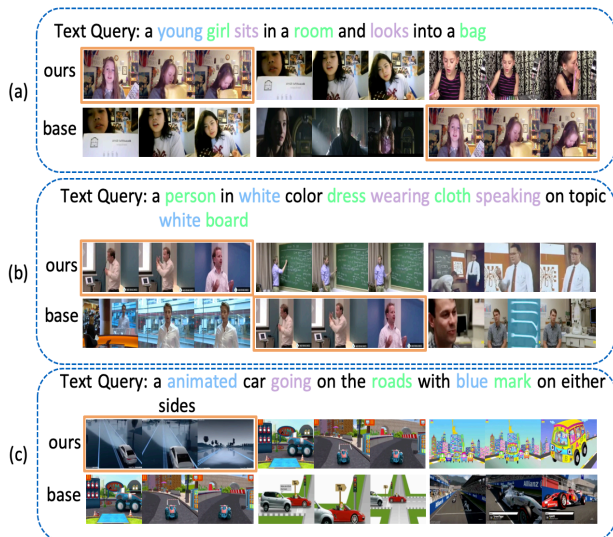 Text Query: a young girl sits in a room and looks into a bag
ours
(a)
base
Text Query: a person in white color dress wearing cloth speaking on topic
white board
ours
(b)
base
Text Query: a animated car going on the roads with blue mark on either
sides
ours
(c)
base